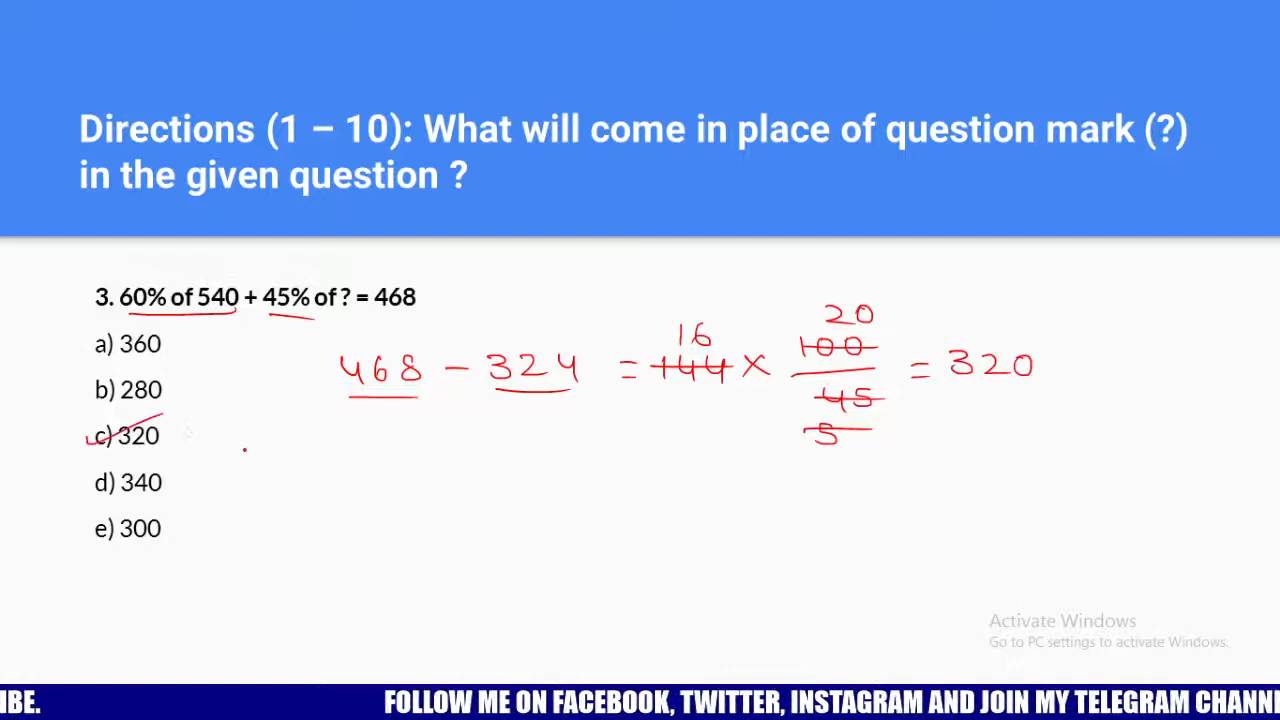 Directions (1 – 10): What will come in place of question mark (?)
in the given question ?
3. 60% of 540 + 45% of ? = 468
a) 360
b) 280
c) 320
d) 340
e) 300
16 20
468 - 324 = 144 × 100 = 320
45
5
Activate Windows
Go to PC settings to activate Windows.
IBE. FOLLOW ME ON FACEBOOK, TWITTER, INSTAGRAM AND JOIN MY TELEGRAM CHANN